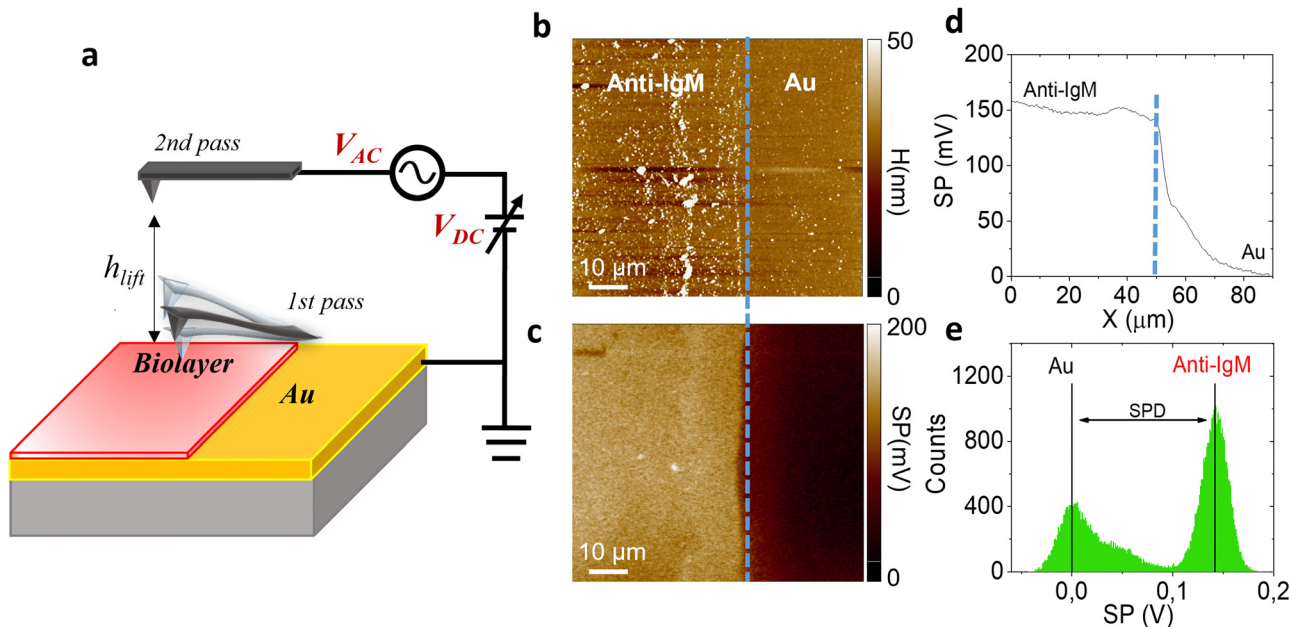 a
2nd pass
V_AC
V_DC
h_lift
1st pass
Biolayer
Au
b
Anti-IgM
Au
10 µm
50
H(nm)
0
c
10 µm
200
SP(mV)
0
d
200
150
100
50
0
SP (mV)
Anti-IgM
Au
0 20 40 60 80
X (µm)
e
Au
Anti-IgM
SPD
1200
800
400
0
Counts
0,0 0,1 0,2
SP (V)